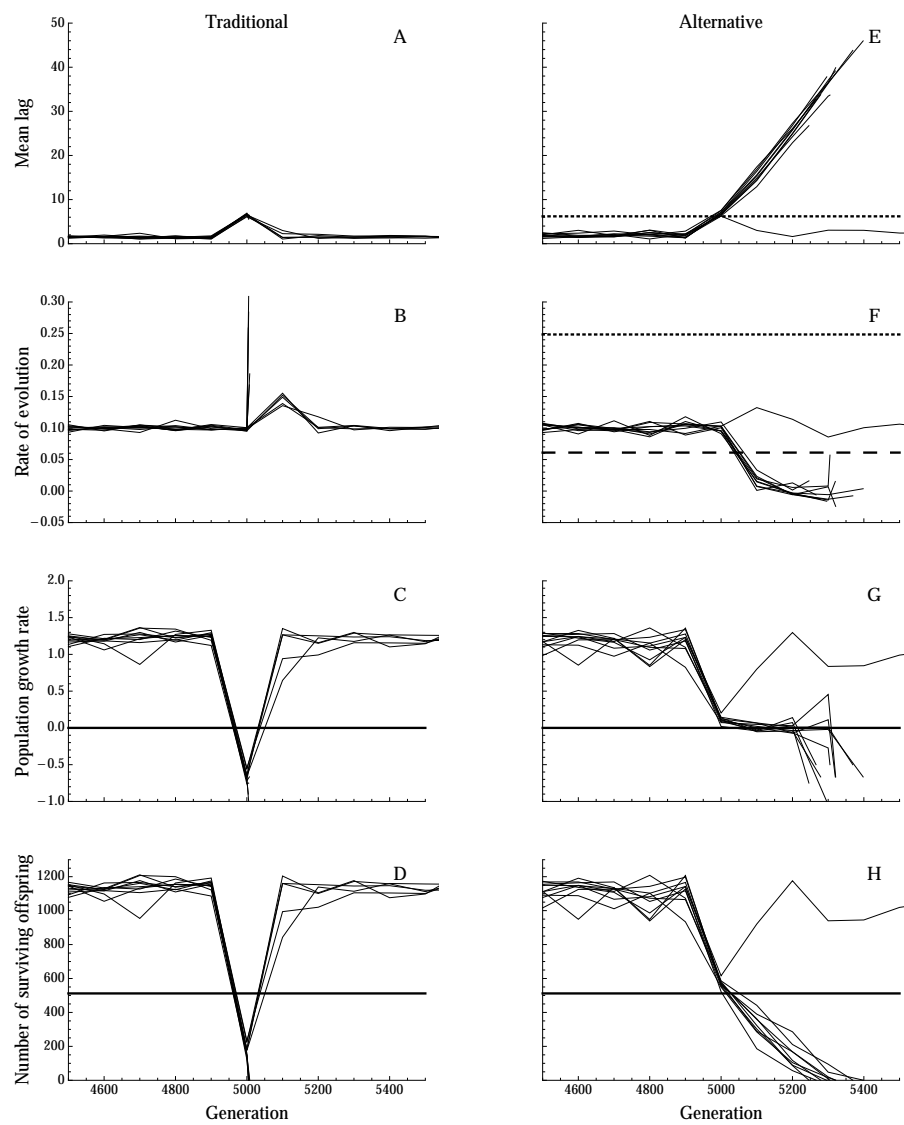 Traditional
Alternative
A
50
40
30
20
10
0
Mean lag
E
B
0.30
0.25
0.20
0.15
0.10
0.05
0.00
−0.05
Rate of evolution
F
C
2.0
1.5
1.0
0.5
0.0
−0.5
−1.0
Population growth rate
G
D
1200
1000
800
600
400
200
0
Number of surviving offspring
H
4600 4800 5000 5200 5400
Generation
4600 4800 5000 5200 5400
Generation